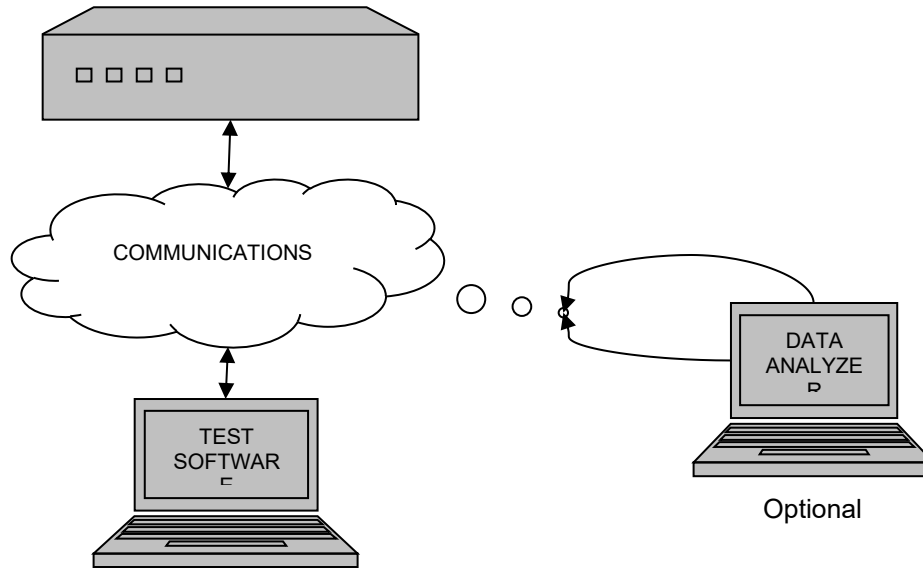 COMMUNICATIONS
DATA
ANALYZE
R
TEST
SOFTWAR
E
Optional